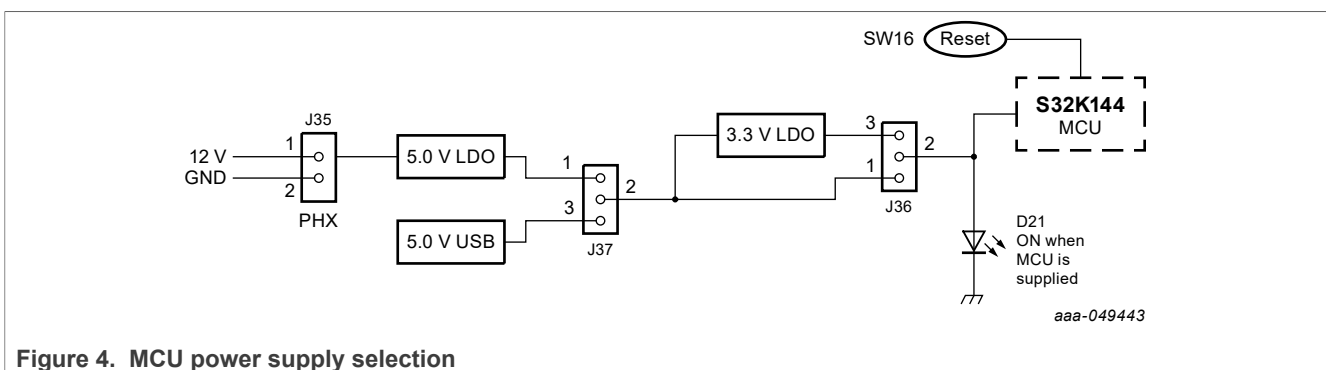 SW16 Reset
S32K144
MCU
J35
1
12 V
GND
2
PHX
5.0 V LDO
5.0 V USB
1
2
3
J37
3.3 V LDO
3
2
1
J36
D21
ON when
MCU is
supplied
aaa-049443
Figure 4. MCU power supply selection